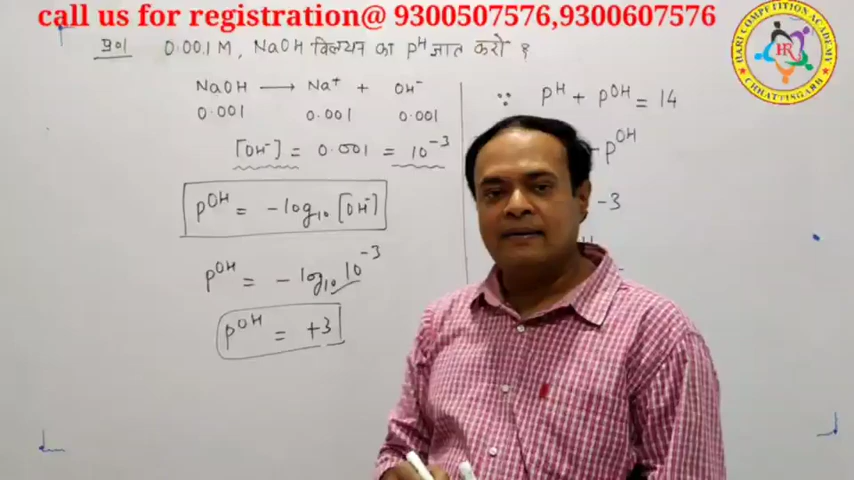 call us for registration@ 9300507576,9300607576
HARI COMPETITION ACADEMY
HR
CHHATTISGARH
प्र01 0.001 M, NaOH विलयन का pH ज्ञात करो ?
NaOH ⟶ Na⁺ + OH⁻
0.001 0.001 0.001
[OH⁻] = 0.001 = 10⁻³
pOH = -log₁₀ [OH⁻]
pOH = - log₁₀ 10⁻³
pOH = +3
∵ pH + pOH = 14
- pOH
-3